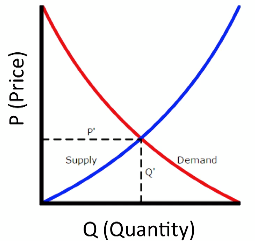 P (Price)
P*
Supply
Demand
Q*
Q (Quantity)